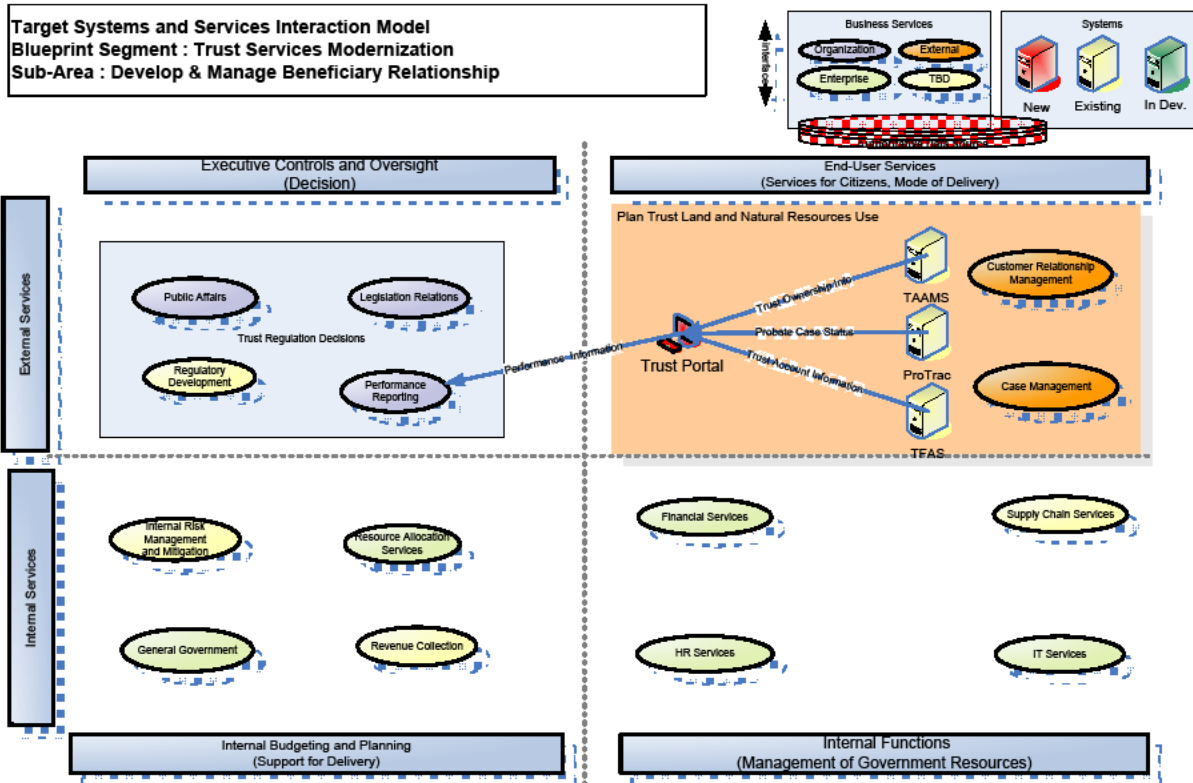 Target Systems and Services Interaction Model
Blueprint Segment : Trust Services Modernization
Sub-Area : Develop & Manage Beneficiary Relationship
Interface
Business Services
Organization
External
Enterprise
TBD
Systems
New
Existing
In Dev.
Executive Controls and Oversight
(Decision)
End-User Services
(Services for Citizens, Mode of Delivery)
External Services
Public Affairs
Legislation Relations
Trust Regulation Decisions
Regulatory
Development
Performance
Reporting
Performance Information
Plan Trust Land and Natural Resources Use
Trust Portal
Trust Ownership Info
Probate Case Status
Trust Account Information
TAAMS
ProTrac
TFAS
Customer Relationship
Management
Case Management
Internal Services
Internal Risk
Management
and Mitigation
Resource Allocation
Services
General Government
Revenue Collection
Financial Services
Supply Chain Services
HR Services
IT Services
Internal Budgeting and Planning
(Support for Delivery)
Internal Functions
(Management of Government Resources)